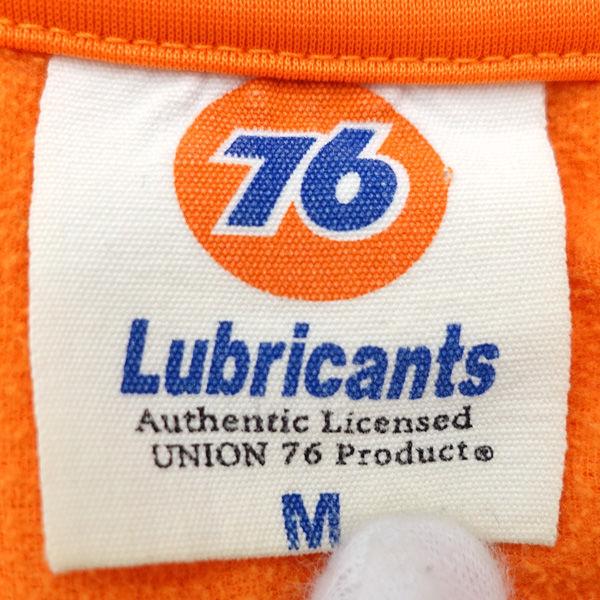 76
Lubricants
Authentic Licensed
UNION 76 Product®
M